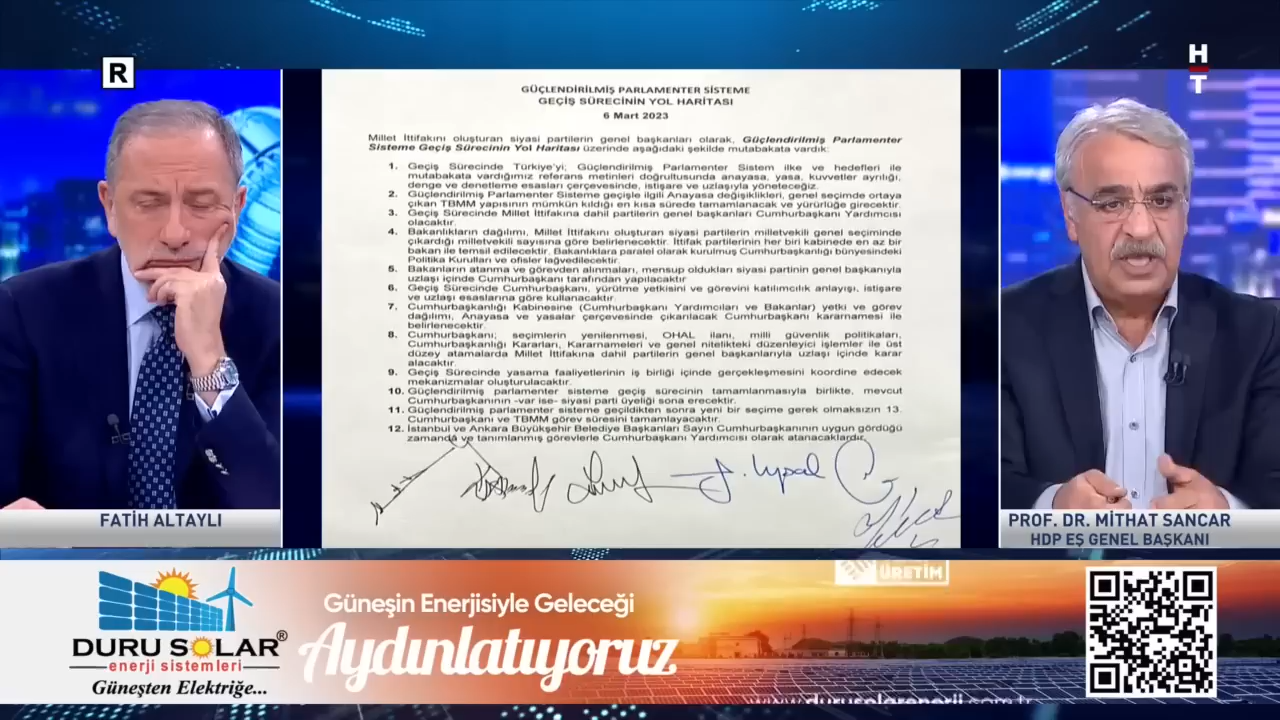 R
H
T
GÜÇLENDİRİLMİŞ PARLAMENTER SİSTEME
GEÇİŞ SÜRECİNİN YOL HARİTASI
6 Mart 2023
Millet İttifakını oluşturan siyasi partilerin genel başkanları olarak, Güçlendirilmiş Parlamenter
Sisteme Geçiş Sürecinin Yol Haritası üzerinde aşağıdaki şekilde mutabakata vardık:
1. Geçiş Sürecinde Türkiye'yi; Güçlendirilmiş Parlamenter Sistem ilke ve hedefleri ile
mutabakata vardığımız referans metinleri doğrultusunda anayasa, yasa, kuvvetler ayrılığı,
denge ve denetleme esasları çerçevesinde, istişare ve uzlaşıyla yöneteceğiz.
2. Güçlendirilmiş Parlamenter Sisteme geçişle ilgili Anayasa değişiklikleri, genel seçimde ortaya
çıkan TBMM yapısının mümkün kıldığı en kısa sürede tamamlanacak ve yürürlüğe girecektir.
3. Geçiş Sürecinde Millet İttifakına dahil partilerin genel başkanları Cumhurbaşkanı Yardımcısı
olacaktır.
4. Bakanlıkların dağılımı, Millet İttifakını oluşturan siyasi partilerin milletvekili genel seçiminde
çıkardığı milletvekili sayısına göre belirlenecektir. İttifak partilerinin her biri kabinede en az bir
bakan ile temsil edilecektir. Bakanlıklara paralel olarak kurulmuş Cumhurbaşkanlığı bünyesindeki
Politika Kurulları ve ofisler lağvedilecektir.
5. Bakanların atanma ve görevden alınmaları, mensup oldukları siyasi partinin genel başkanıyla
uzlaşı içinde Cumhurbaşkanı tarafından yapılacaktır
6. Geçiş Sürecinde Cumhurbaşkanı, yürütme yetkisini ve görevini katılımcılık anlayışı, istişare
ve uzlaşı esaslarına göre kullanacaktır.
7. Cumhurbaşkanlığı Kabinesine (Cumhurbaşkanı Yardımcıları ve Bakanlar) yetki ve görev
dağılımı, Anayasa ve yasalar çerçevesinde çıkarılacak Cumhurbaşkanı kararnamesi ile
belirlenecektir.
8. Cumhurbaşkanı; seçimlerin yenilenmesi, OHAL ilanı, milli güvenlik politikaları,
Cumhurbaşkanlığı Kararları, Kararnameleri ve genel nitelikteki düzenleyici işlemler ile üst
düzey atamalarda Millet İttifakına dahil partilerin genel başkanlarıyla uzlaşı içinde karar
alacaktır.
9. Geçiş Sürecinde yasama faaliyetlerinin iş birliği içinde gerçekleşmesini koordine edecek
mekanizmalar oluşturulacaktır.
10. Güçlendirilmiş parlamenter sisteme geçiş sürecinin tamamlanmasıyla birlikte, mevcut
Cumhurbaşkanının -var ise- siyasi parti üyeliği sona erecektir.
11. Güçlendirilmiş parlamenter sisteme geçildikten sonra yeni bir seçime gerek olmaksızın 13.
Cumhurbaşkanı ve TBMM görev süresini tamamlayacaktır.
12. İstanbul ve Ankara Büyükşehir Belediye Başkanları Sayın Cumhurbaşkanının uygun gördüğü
zamanda ve tanımlanmış görevlerle Cumhurbaşkanı Yardımcısı olarak atanacaklardır.
FATİH ALTAYLI
PROF. DR. MİTHAT SANCAR
HDP EŞ GENEL BAŞKANI
DURU SOLAR®
enerji sistemleri
Güneşten Elektriğe...
Güneşin Enerjisiyle Geleceği
Aydınlatıyoruz
ÜRETİM
www.durusolarenerji.com.tr